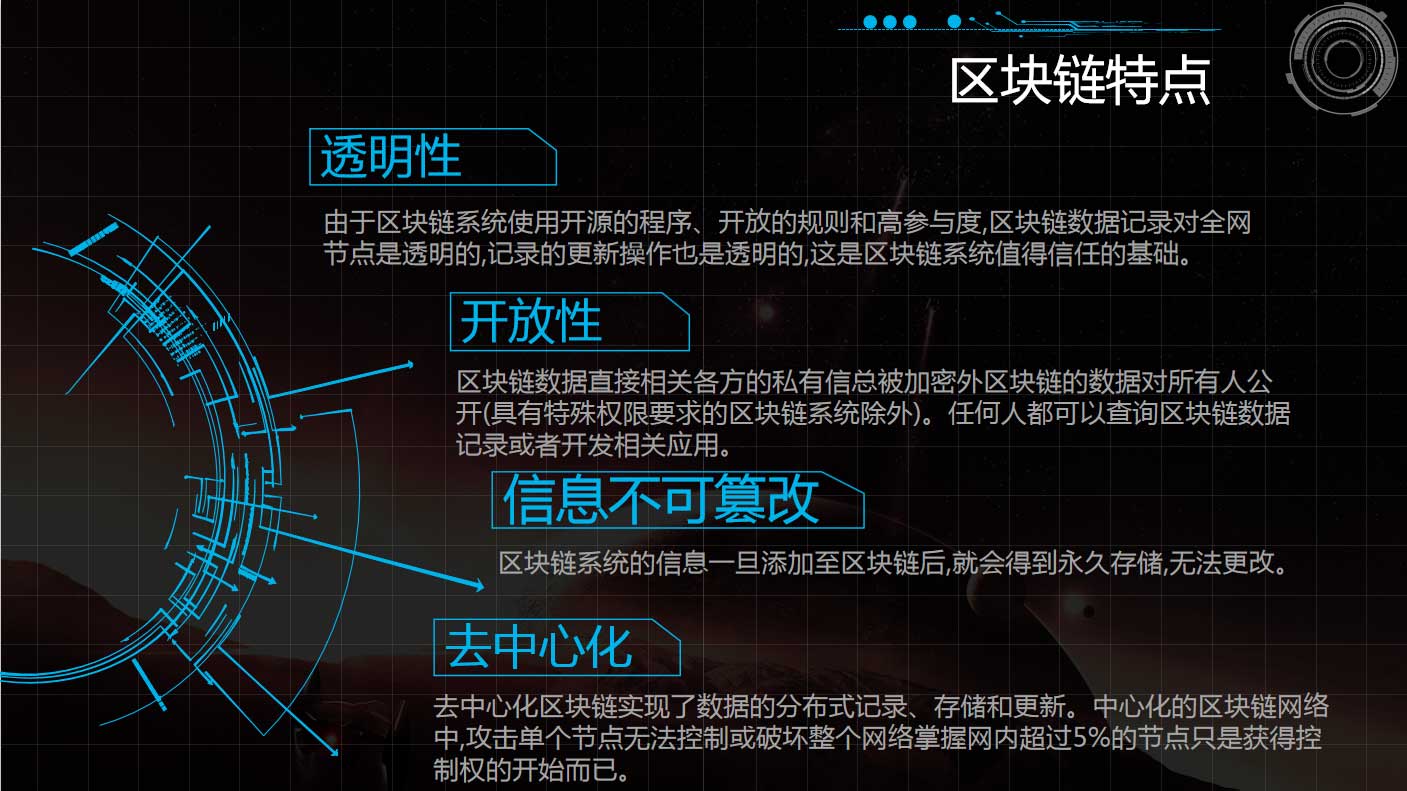 区块链特点
透明性
由于区块链系统使用开源的程序、开放的规则和高参与度,区块链数据记录对全网
节点是透明的,记录的更新操作也是透明的,这是区块链系统值得信任的基础。
开放性
区块链数据直接相关各方的私有信总被加密外区块链的数据对所有人公
开(具有特殊权限要求的区块链系统除外)。任何人都可以查询区块链数据
记录或者开发相关应用。
信息不可篡改
区块链系统的信息一旦添加至区块链后,就会得到永久存储,无法更改。
去中心化
去中心化区块链实现了数据的分布式记录、存储和更新。中心化的区块链网络
中,攻击单个节点无法控制或破坏整个网络掌握网内超过5%的节点只是获得控
制权的开始而已。